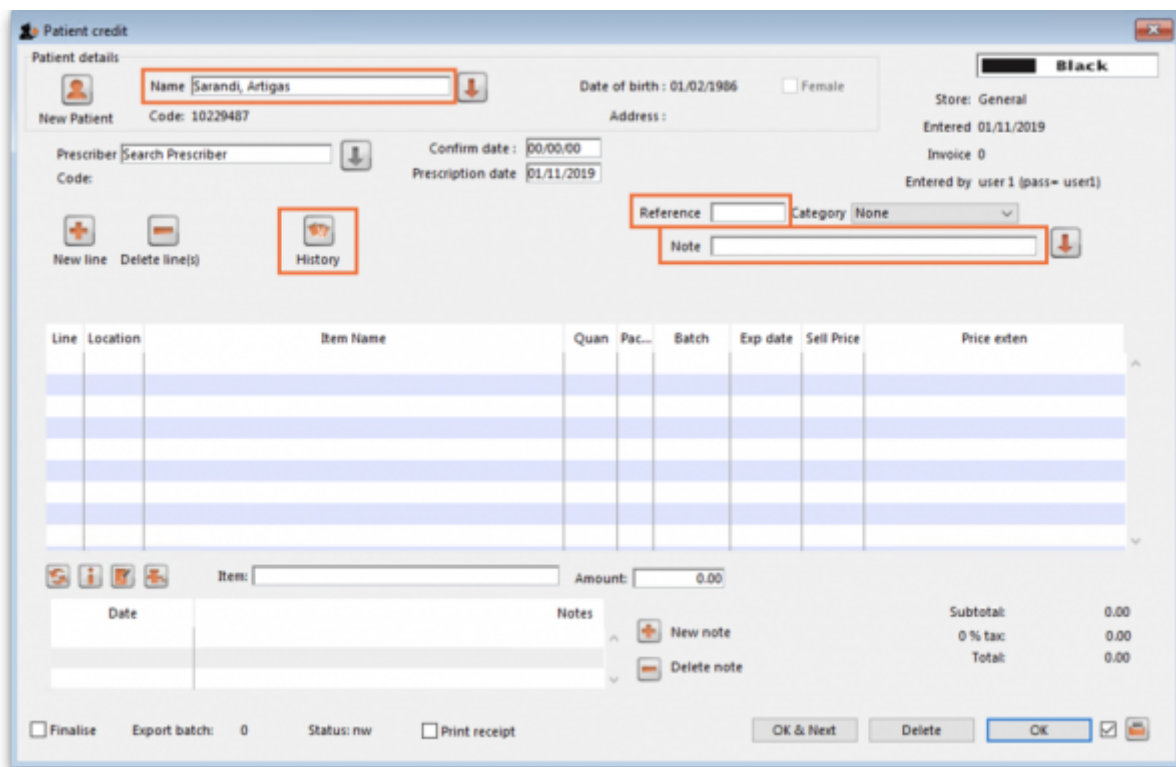 Patient credit
Patient details
Black
Name Sarandi, Artigas
Date of birth : 01/02/1986
Female
Store: General
New Patient
Code: 10229487
Address :
Entered 01/11/2019
Prescriber Search Prescriber
Confirm date : 00/00/00
Invoice 0
Code:
Prescription date 01/11/2019
Entered by user 1 (pass= user1)
Reference
Category None
Note
New line
Delete line(s)
History
Line Location Item Name Quan Pac... Batch Exp date Sell Price Price exten
Item:
Amount: 0.00
Date Notes
Subtotal: 0.00
New note
0 % tax: 0.00
Total: 0.00
Delete note
Finalise Export batch: 0 Status: nw Print receipt OK & Next Delete OK